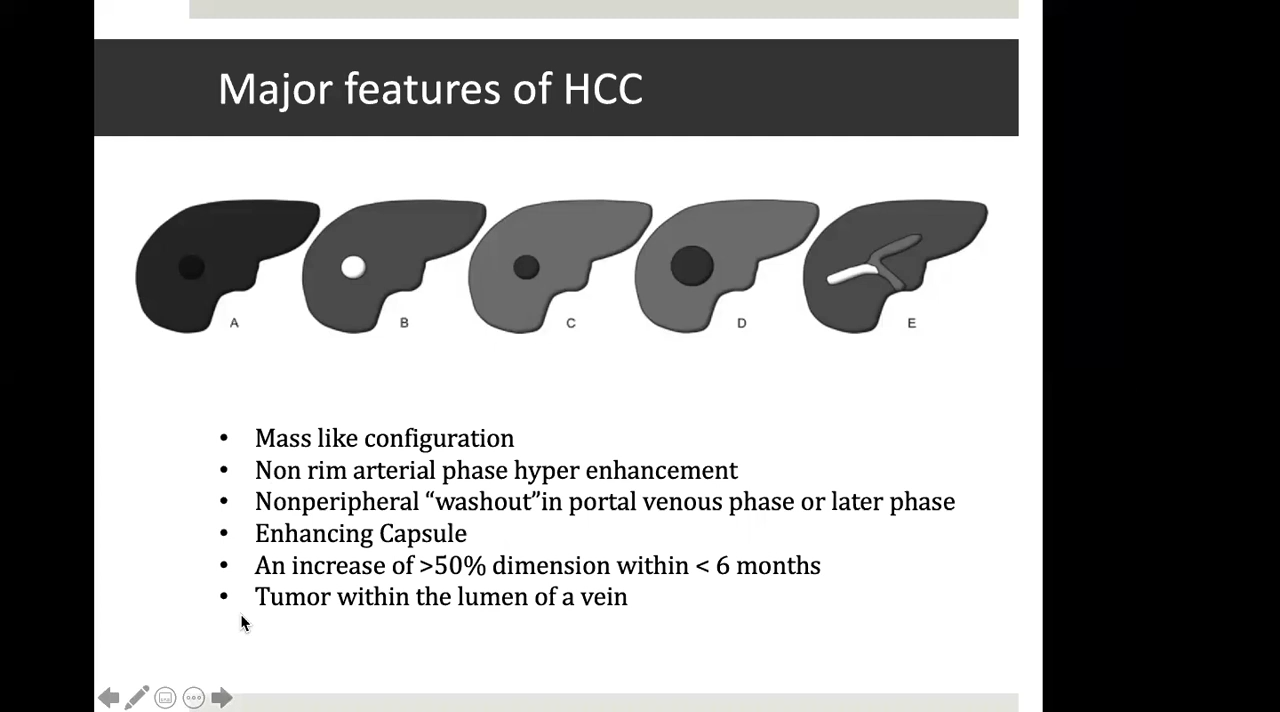 Major features of HCC
A B C D E
• Mass like configuration
• Non rim arterial phase hyper enhancement
• Nonperipheral “washout”in portal venous phase or later phase
• Enhancing Capsule
• An increase of >50% dimension within < 6 months
• Tumor within the lumen of a vein